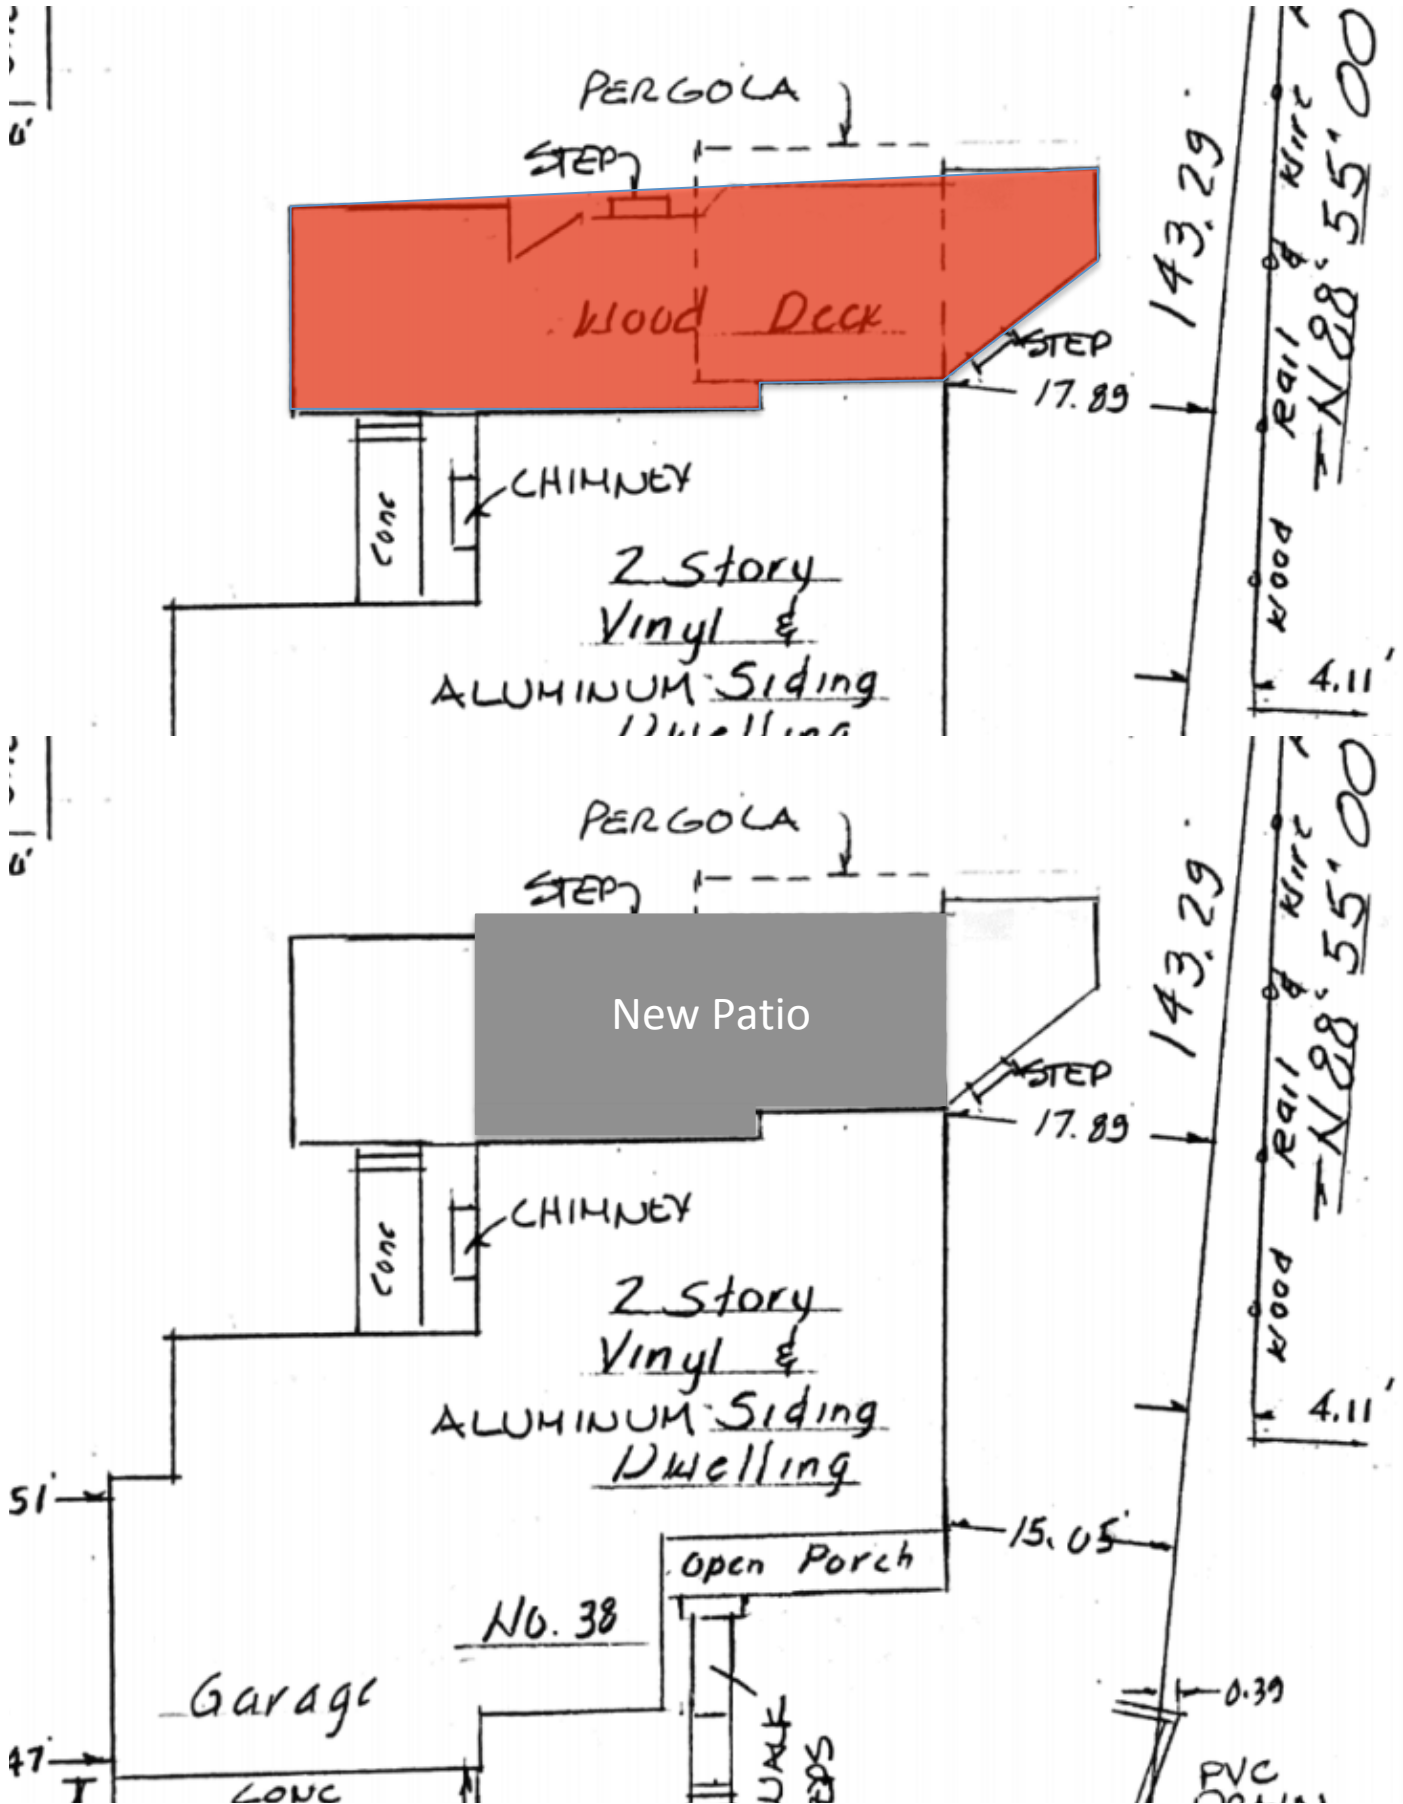 PERGOLA
STEP
143.29
Wood Deck
STEP
17.89
CHIMNEY
Conc
2 Story
Vinyl &
ALUMINUM Siding
Wood Rail & Wire
N 88° 55' 00
4.11'
PERGOLA
STEP
143.29
New Patio
STEP
17.89
CHIMNEY
Conc
2 Story
Vinyl &
ALUMINUM Siding
Dwelling
Wood Rail & Wire
N 88° 55' 00
4.11'
51'
15.05'
Open Porch
No. 38
Garage
0.39
47'
CONC
PVC